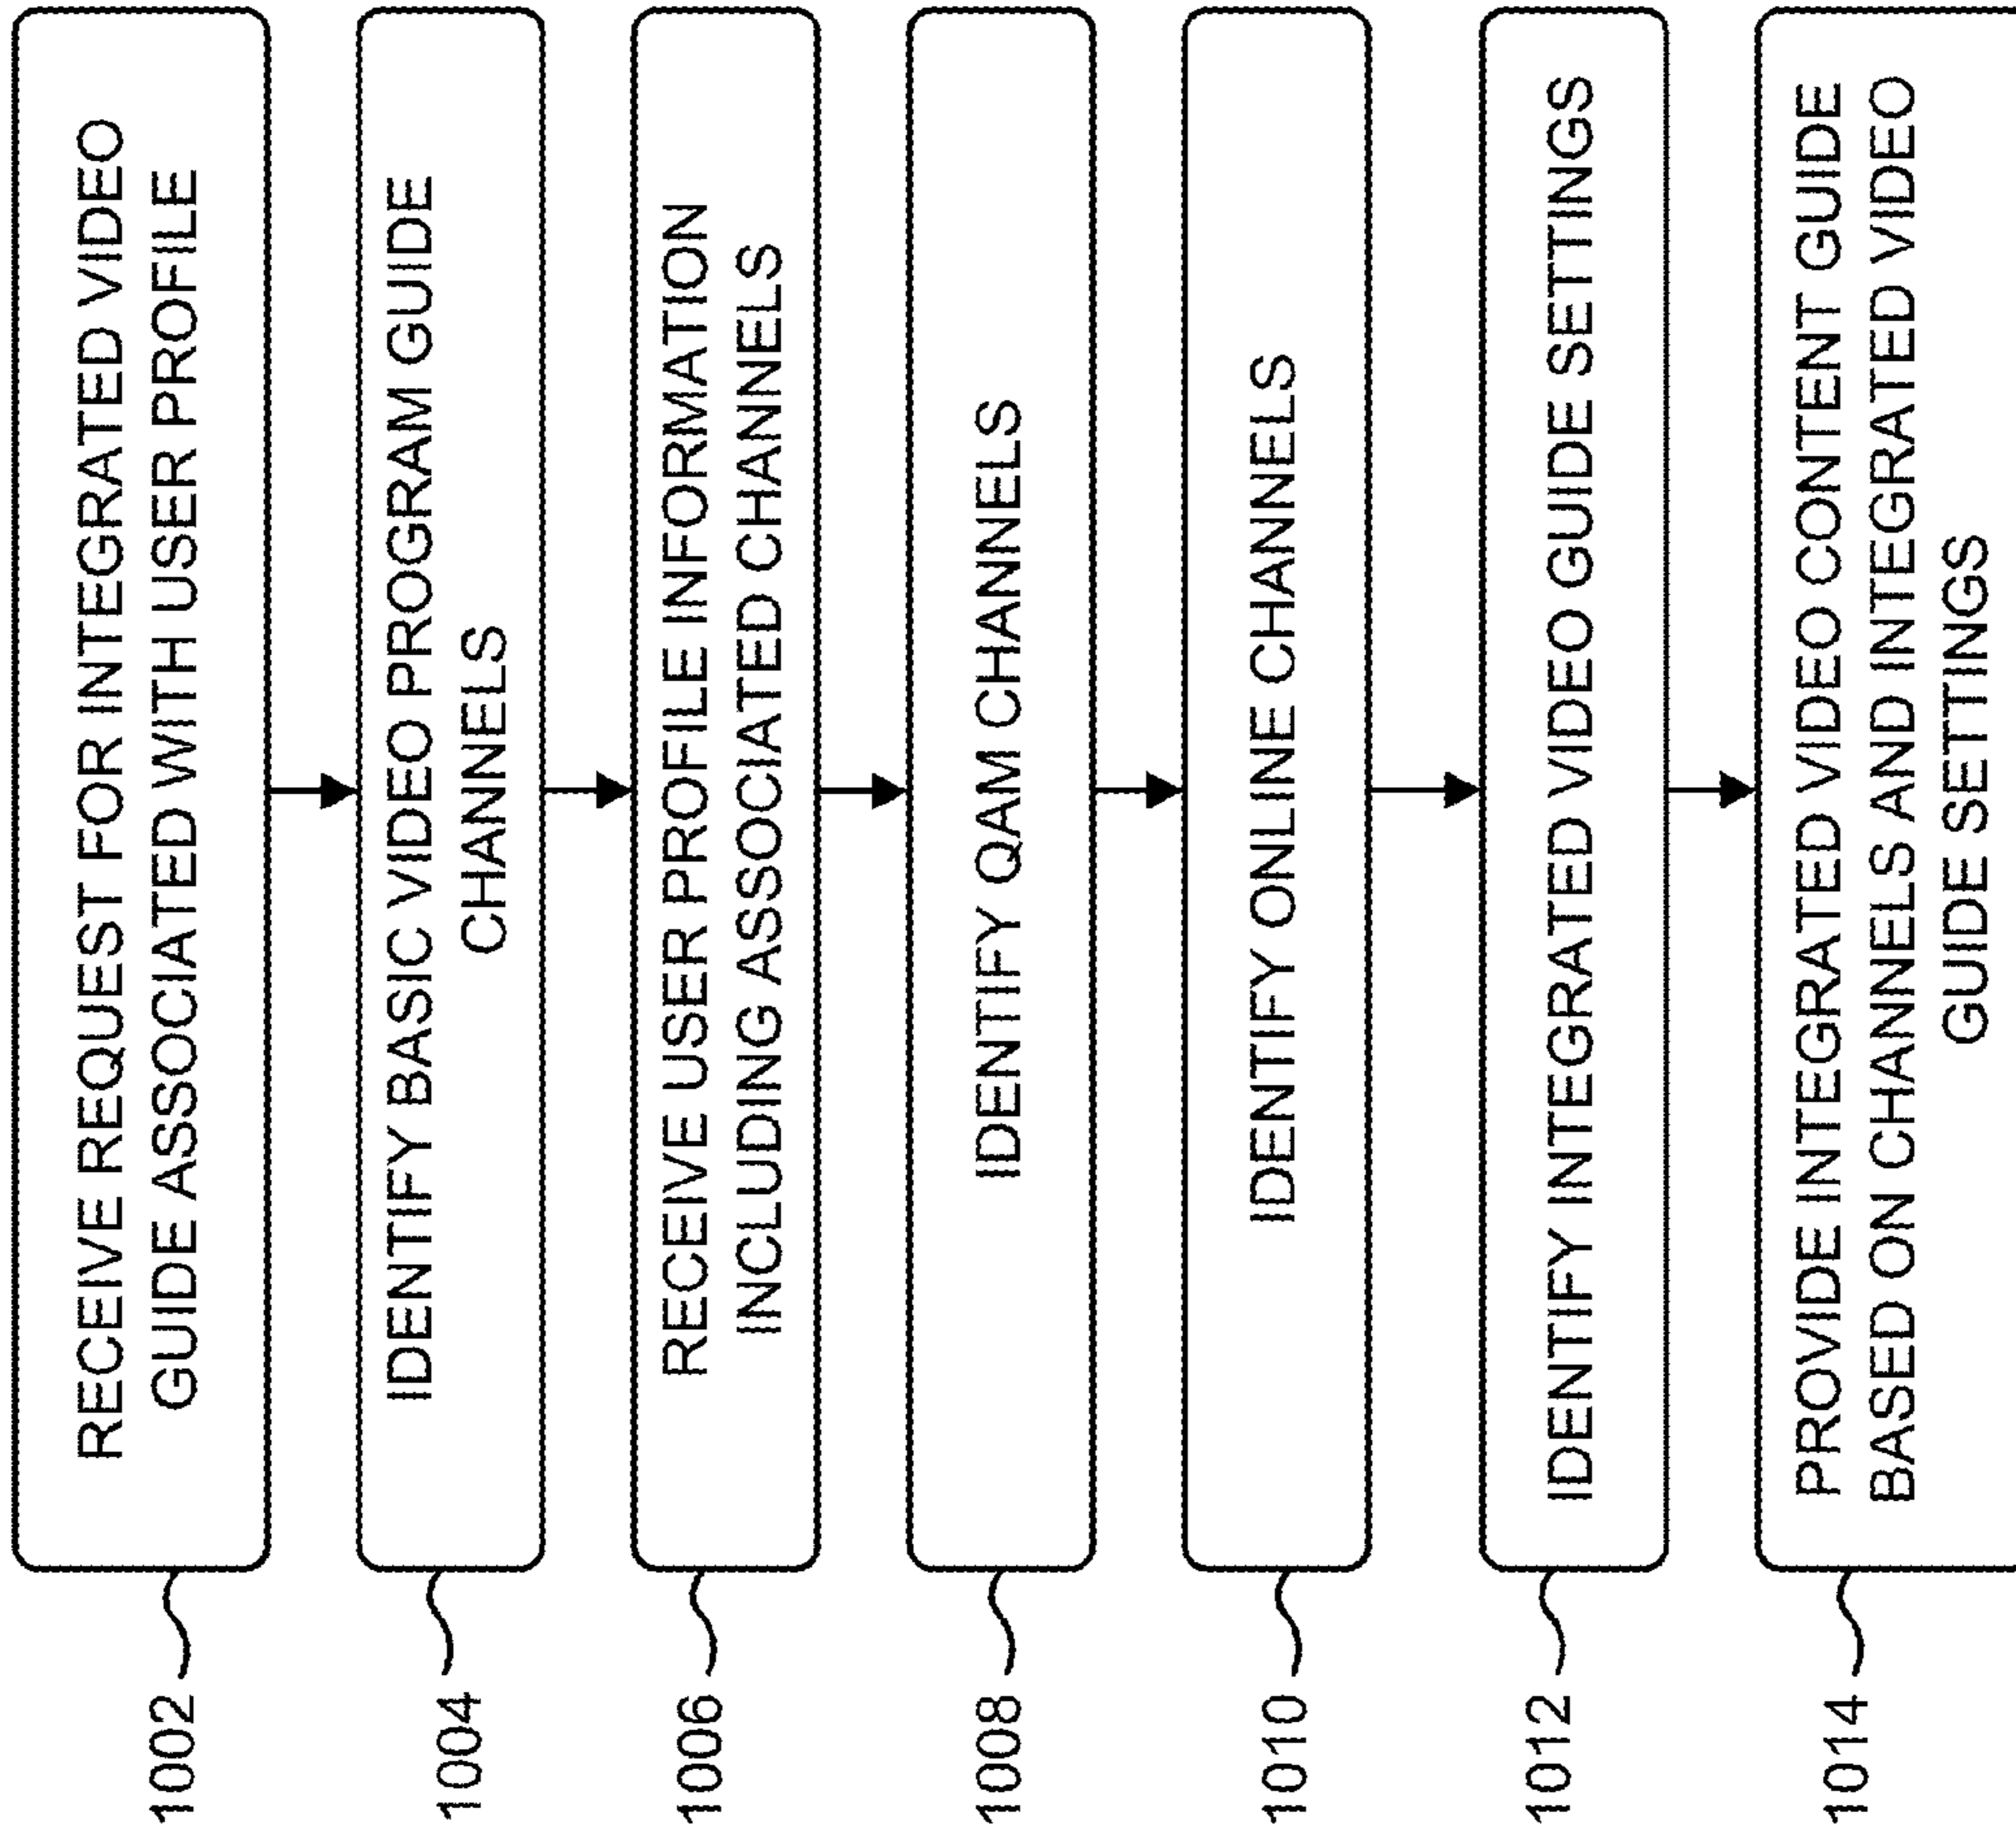 1002
RECEIVE REQUEST FOR INTEGRATED VIDEO
GUIDE ASSOCIATED WITH USER PROFILE
1004
IDENTIFY BASIC VIDEO PROGRAM GUIDE
CHANNELS
1006
RECEIVE USER PROFILE INFORMATION
INCLUDING ASSOCIATED CHANNELS
1008
IDENTIFY QAM CHANNELS
1010
IDENTIFY ONLINE CHANNELS
1012
IDENTIFY INTEGRATED VIDEO GUIDE SETTINGS
1014
PROVIDE INTEGRATED VIDEO CONTENT GUIDE
BASED ON CHANNELS AND INTEGRATED VIDEO
GUIDE SETTINGS